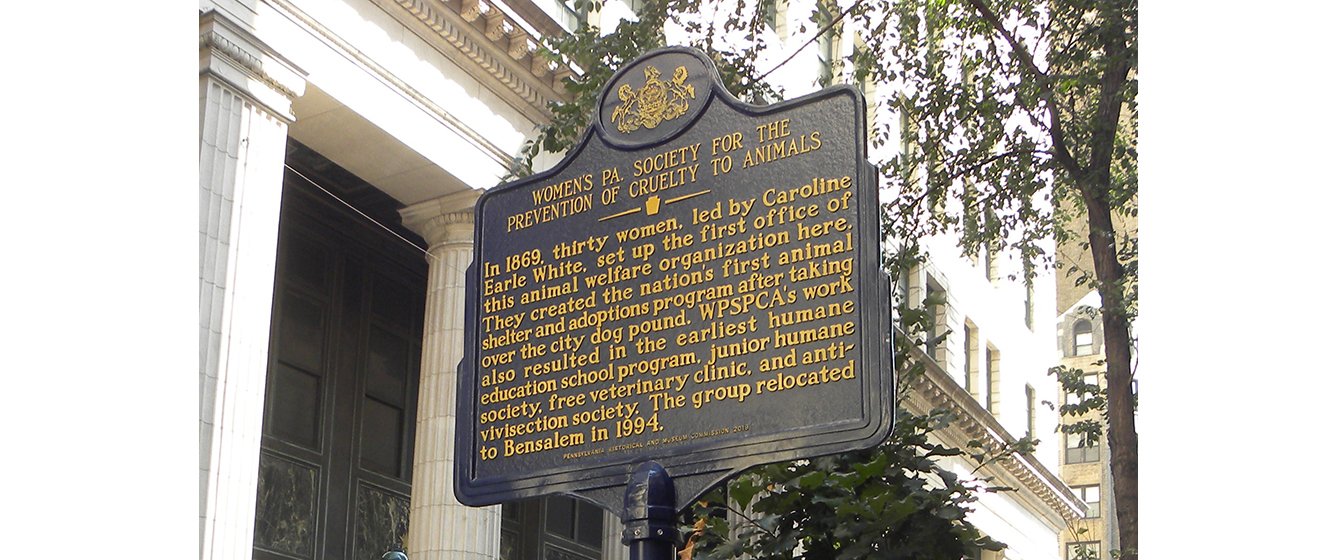 WOMEN'S PA. SOCIETY FOR THE
PREVENTION OF CRUELTY TO ANIMALS
In 1869, thirty women, led by Caroline
Earle White, set up the first office of
this animal welfare organization here.
They created the nation's first animal
shelter and adoptions program after taking
over the city dog pound. WPSPCA's work
also resulted in the earliest humane
education school program, junior humane
society, free veterinary clinic, and anti-
vivisection society. The group relocated
to Bensalem in 1994.
PENNSYLVANIA HISTORICAL AND MUSEUM COMMISSION 2013